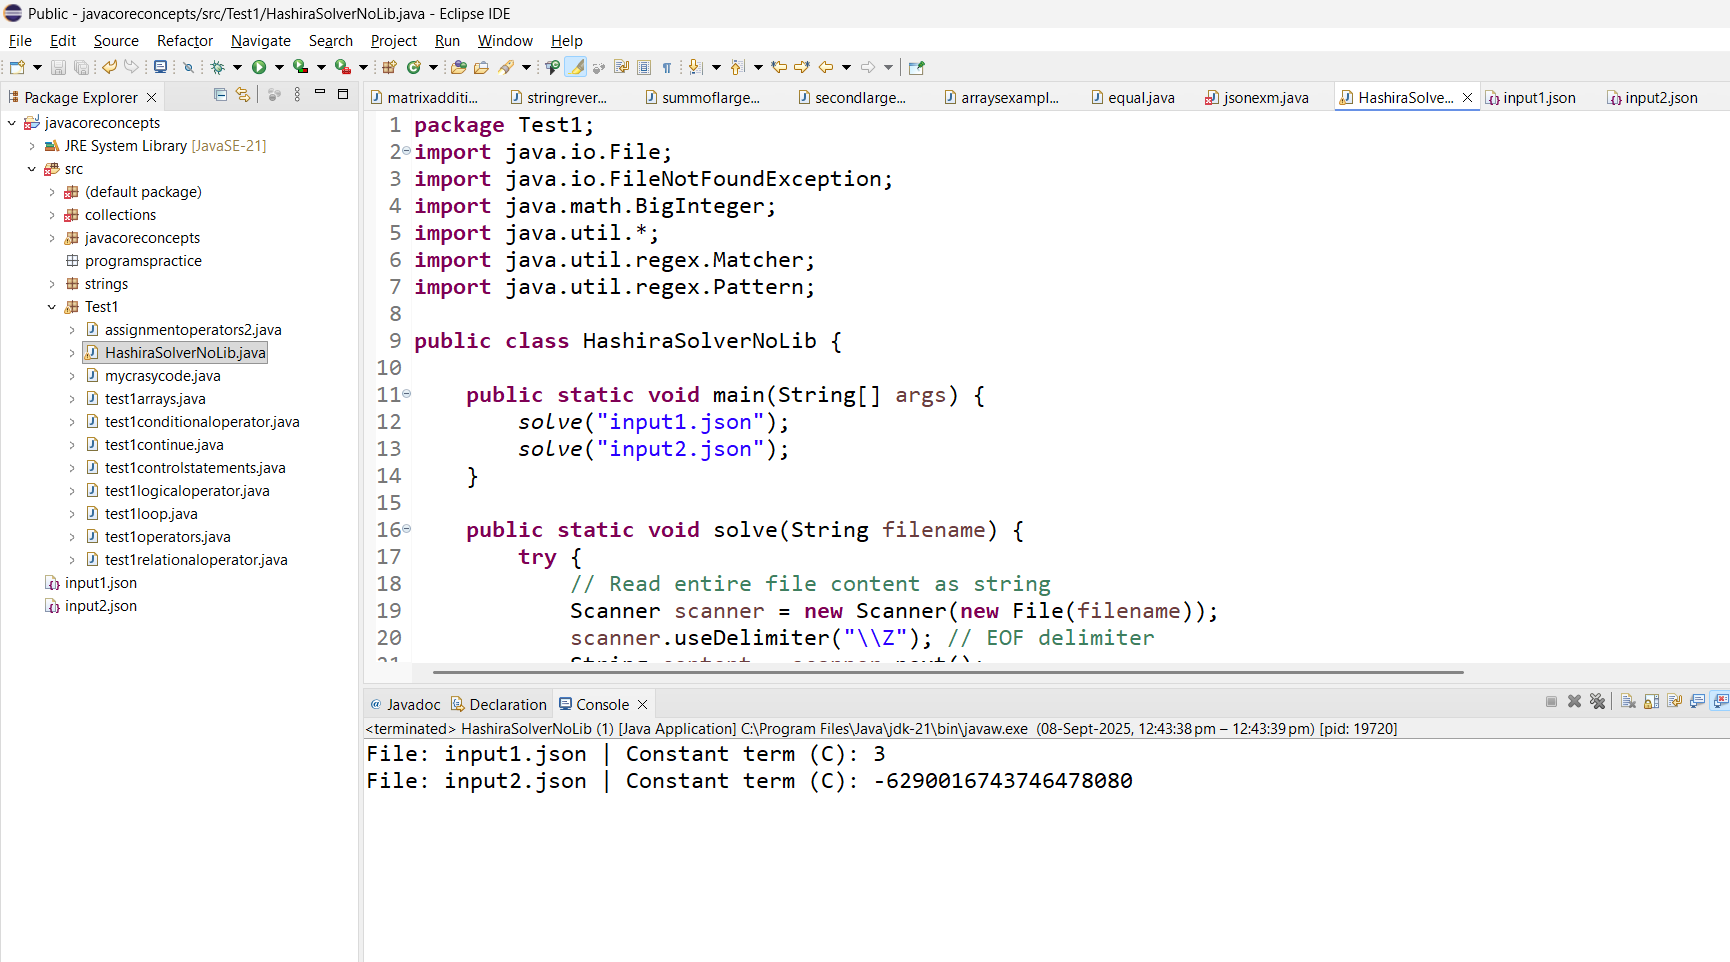 Public - javacoreconcepts/src/Test1/HashiraSolverNoLib.java - Eclipse IDE
File Edit Source Refactor Navigate Search Project Run Window Help
Package Explorer
javacoreconcepts
JRE System Library [JavaSE-21]
src
(default package)
collections
javacoreconcepts
programspractice
strings
Test1
assignmentoperators2.java
HashiraSolverNoLib.java
mycrasycode.java
test1arrays.java
test1conditionaloperator.java
test1continue.java
test1controlstatements.java
test1logicaloperator.java
test1loop.java
test1operators.java
test1relationaloperator.java
input1.json
input2.json
matrixadditi... stringrever... summoflarge... secondlarge... arraysexampl... equal.java jsonexm.java HashiraSolve... input1.json input2.json
1 package Test1;
2 import java.io.File;
3 import java.io.FileNotFoundException;
4 import java.math.BigInteger;
5 import java.util.*;
6 import java.util.regex.Matcher;
7 import java.util.regex.Pattern;
8
9 public class HashiraSolverNoLib {
10
11 public static void main(String[] args) {
12 solve("input1.json");
13 solve("input2.json");
14 }
15
16 public static void solve(String filename) {
17 try {
18 // Read entire file content as string
19 Scanner scanner = new Scanner(new File(filename));
20 scanner.useDelimiter("\\Z"); // EOF delimiter
@ Javadoc Declaration Console
<terminated> HashiraSolverNoLib (1) [Java Application] C:\Program Files\Java\jdk-21\bin\javaw.exe (08-Sept-2025, 12:43:38 pm – 12:43:39 pm) [pid: 19720]
File: input1.json | Constant term (C): 3
File: input2.json | Constant term (C): -6290016743746478080